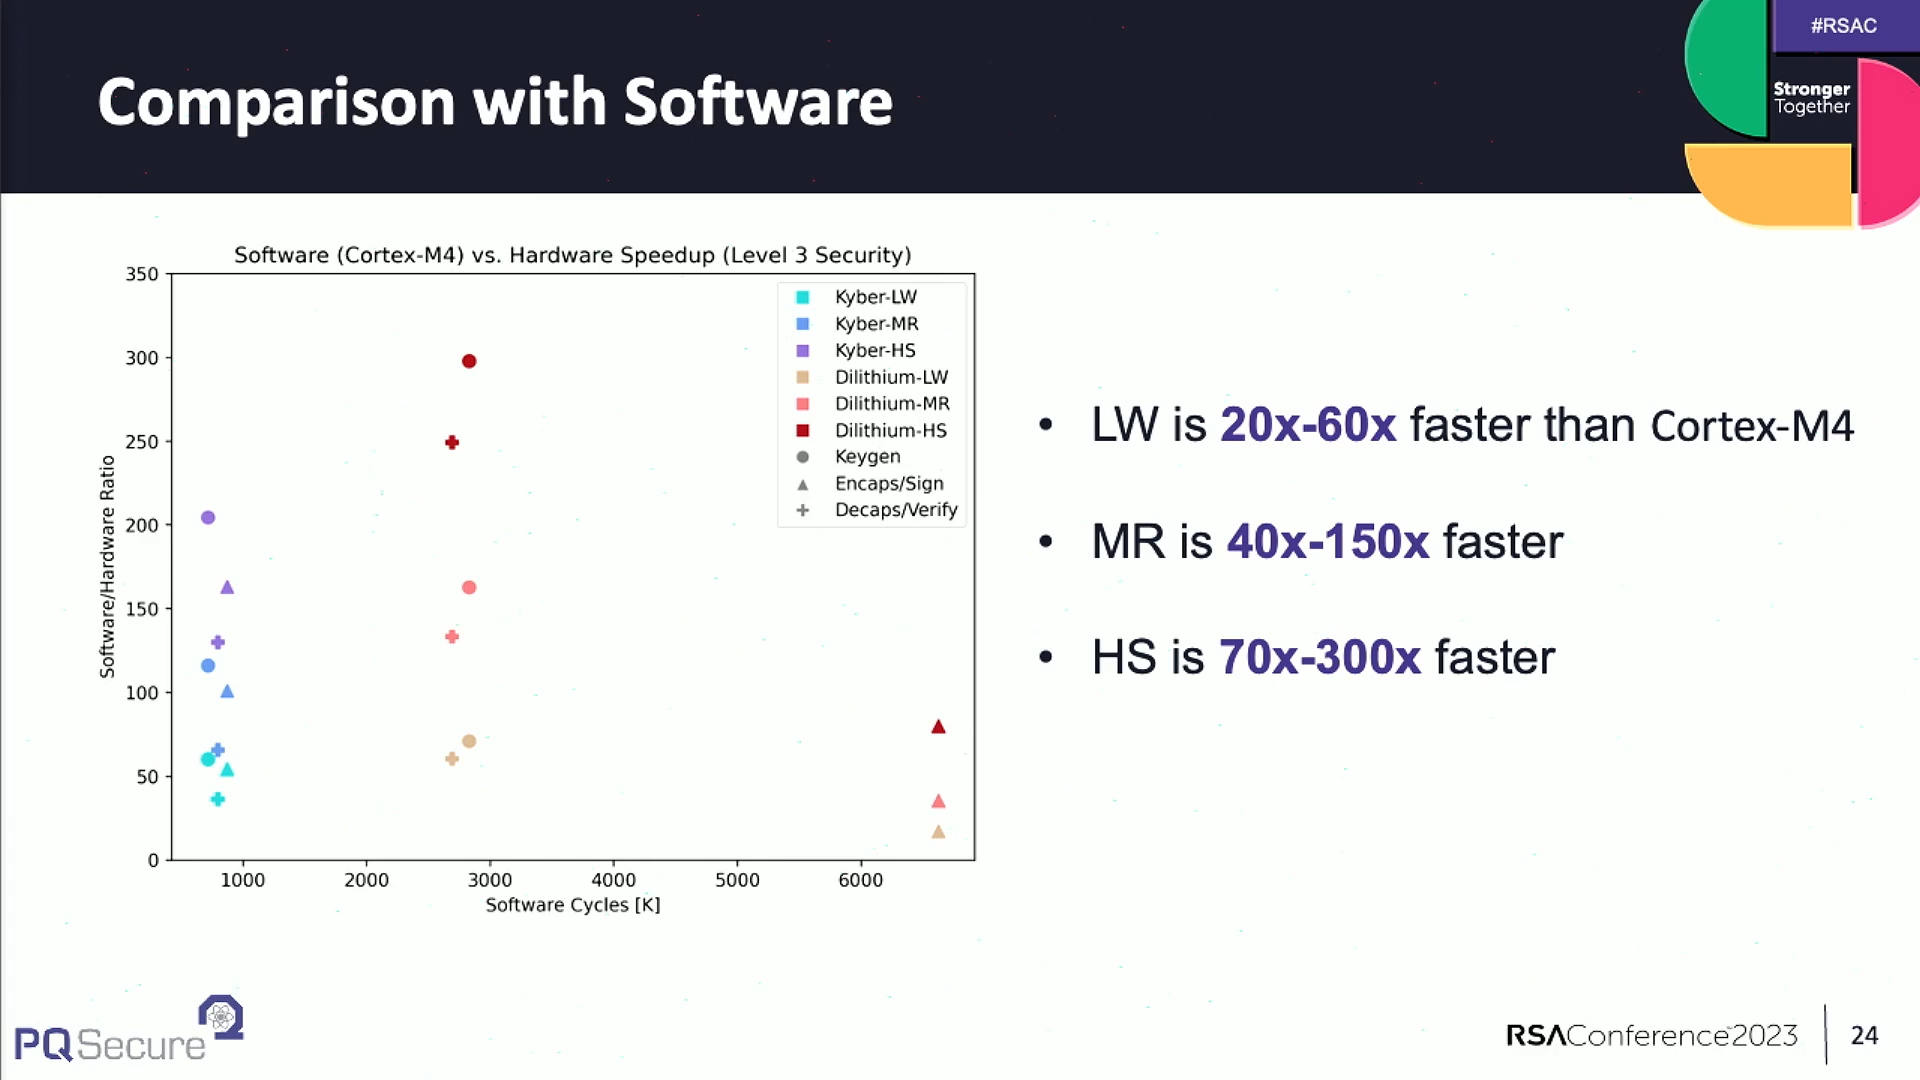 #RSAC
Stronger
Together
Comparison with Software
Software (Cortex-M4) vs. Hardware Speedup (Level 3 Security)
Software/Hardware Ratio
350
300
250
200
150
100
50
0
1000 2000 3000 4000 5000 6000
Software Cycles [K]
Kyber-LW
Kyber-MR
Kyber-HS
Dilithium-LW
Dilithium-MR
Dilithium-HS
Keygen
Encaps/Sign
Decaps/Verify
• LW is 20x-60x faster than Cortex-M4
• MR is 40x-150x faster
• HS is 70x-300x faster
PQSecure
RSAConference2023
24